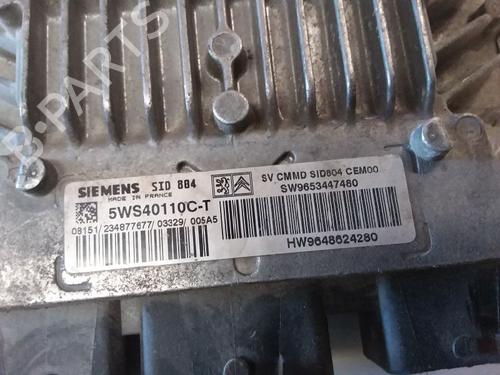 B-PARTS
SIEMENS SID 804
MADE IN FRANCE
5WS40110C-T
08151/234877677/03329/005A5
SV CMMD SID804 CEM00
SW9653447480
HW9648624280